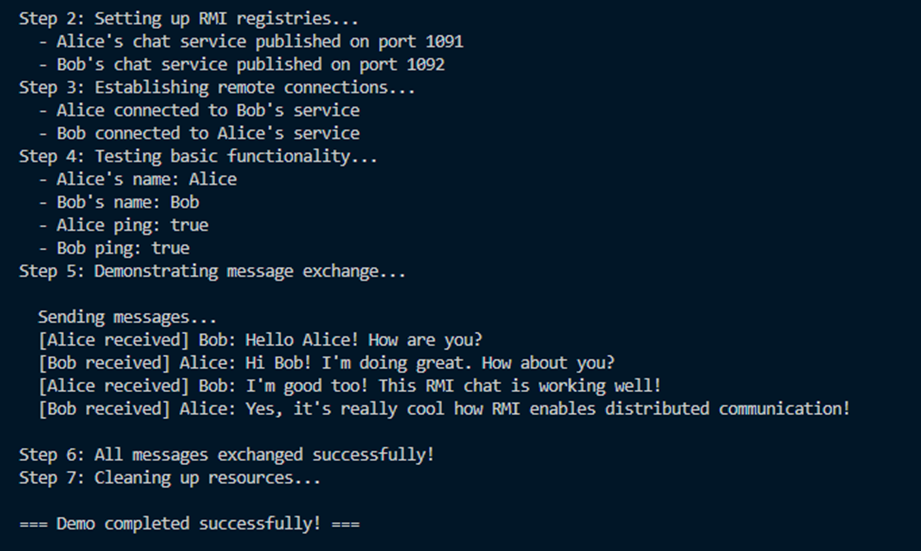 Step 2: Setting up RMI registries...
- Alice's chat service published on port 1091
- Bob's chat service published on port 1092
Step 3: Establishing remote connections...
- Alice connected to Bob's service
- Bob connected to Alice's service
Step 4: Testing basic functionality...
- Alice's name: Alice
- Bob's name: Bob
- Alice ping: true
- Bob ping: true
Step 5: Demonstrating message exchange...
Sending messages...
[Alice received] Bob: Hello Alice! How are you?
[Bob received] Alice: Hi Bob! I'm doing great. How about you?
[Alice received] Bob: I'm good too! This RMI chat is working well!
[Bob received] Alice: Yes, it's really cool how RMI enables distributed communication!
Step 6: All messages exchanged successfully!
Step 7: Cleaning up resources...
=== Demo completed successfully! ===